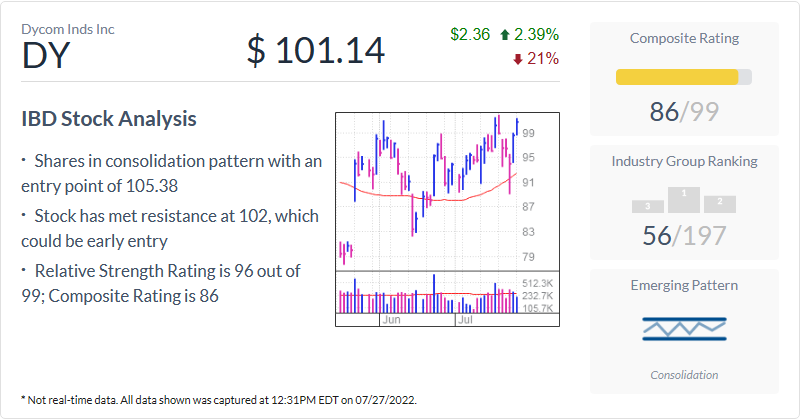 Dycom Inds Inc
DY
$ 101.14
$2.36 2.39%
21%
IBD Stock Analysis
· Shares in consolidation pattern with an
entry point of 105.38
· Stock has met resistance at 102, which
could be early entry
· Relative Strength Rating is 96 out of
99; Composite Rating is 86
99
95
91
87
83
79
512.3K
232.7K
105.7K
Jun Jul
Composite Rating
86/99
Industry Group Ranking
3 1 2
56/197
Emerging Pattern
Consolidation
* Not real-time data. All data shown was captured at 12:31PM EDT on 07/27/2022.